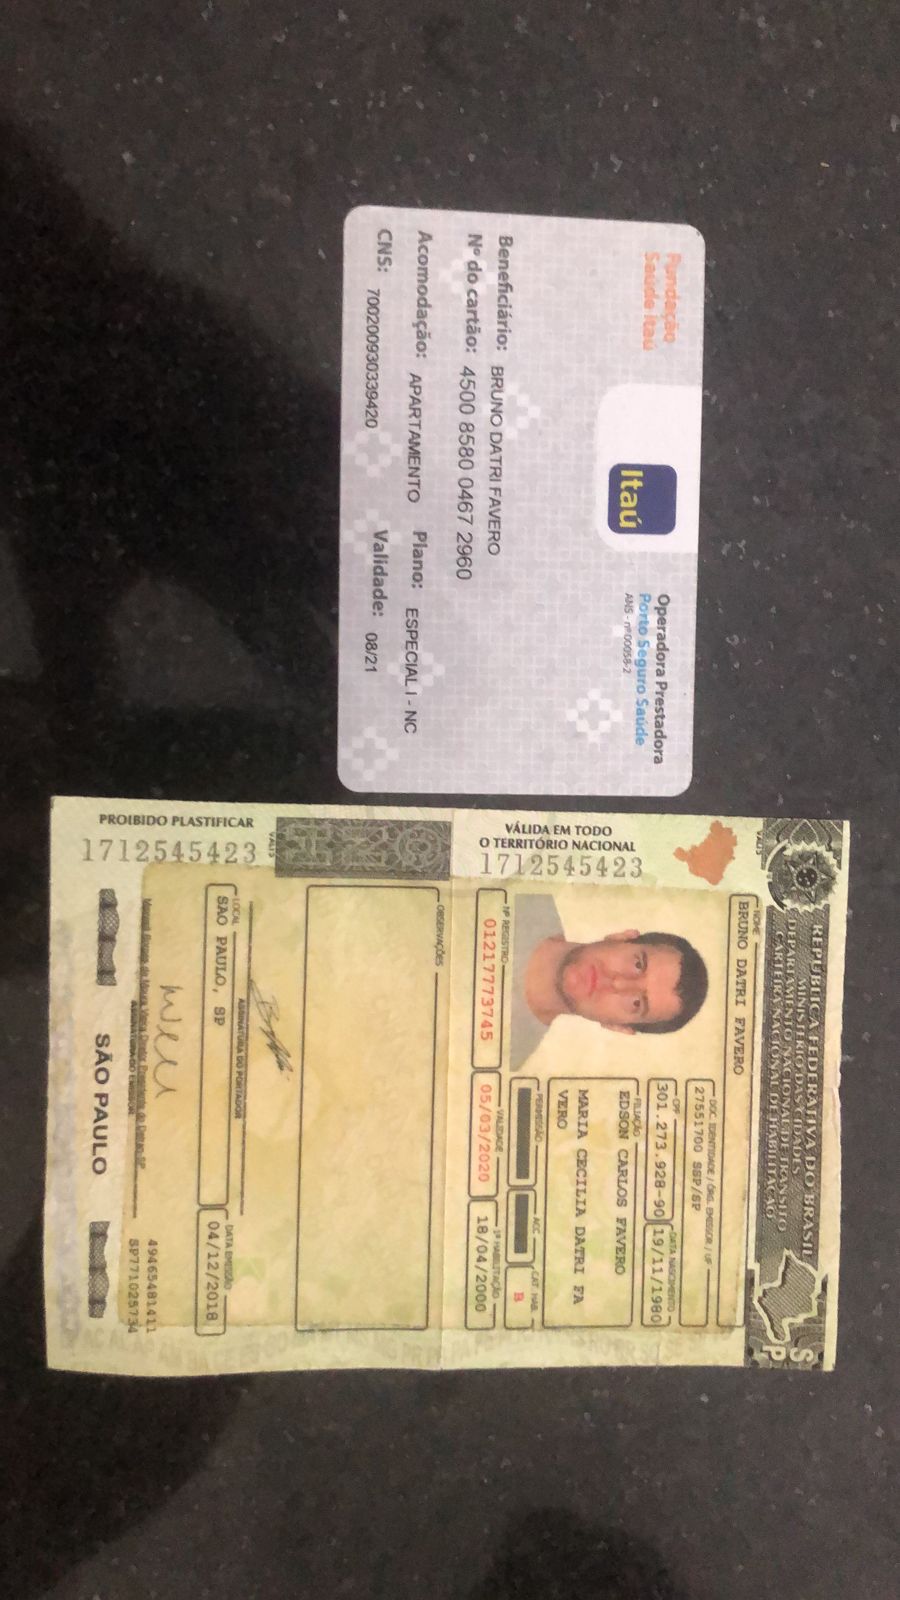 Fundação
Saúde Itaú
Itaú
Operadora Prestadora
Porto Seguro Saúde
ANS - nº 00058-2
Beneficiário: BRUNO DATRI FAVERO
Nº do cartão: 4500 8580 0467 2960
Acomodação: APARTAMENTO Plano: ESPECIAL I - NC
CNS: 700200930339420 Validade: 08/21
REPÚBLICA FEDERATIVA DO BRASIL
MINISTÉRIO DAS CIDADES
DEPARTAMENTO NACIONAL DE TRÂNSITO
CARTEIRA NACIONAL DE HABILITAÇÃO
SP
NOME
BRUNO DATRI FAVERO
DOC. IDENTIDADE / ÓRG. EMISSOR / UF
27551700 SSP/SP
CPF DATA NASCIMENTO
301.273.928-90 19/11/1980
FILIAÇÃO
EDSON CARLOS FAVERO
MARIA CECILIA DATRI FA
VERO
PERMISSÃO ACC CAT. HAB.
B
Nº REGISTRO VALIDADE 1ª HABILITAÇÃO
01217773745 05/03/2020 18/04/2000
VÁLIDA EM TODO
O TERRITÓRIO NACIONAL
1712545423
OBSERVAÇÕES
ASSINATURA DO PORTADOR
LOCAL DATA EMISSÃO
SAO PAULO, SP 04/12/2018
49465481411
SP771025734
ASSINATURA DO EMISSOR
SÃO PAULO
PROIBIDO PLASTIFICAR
1712545423